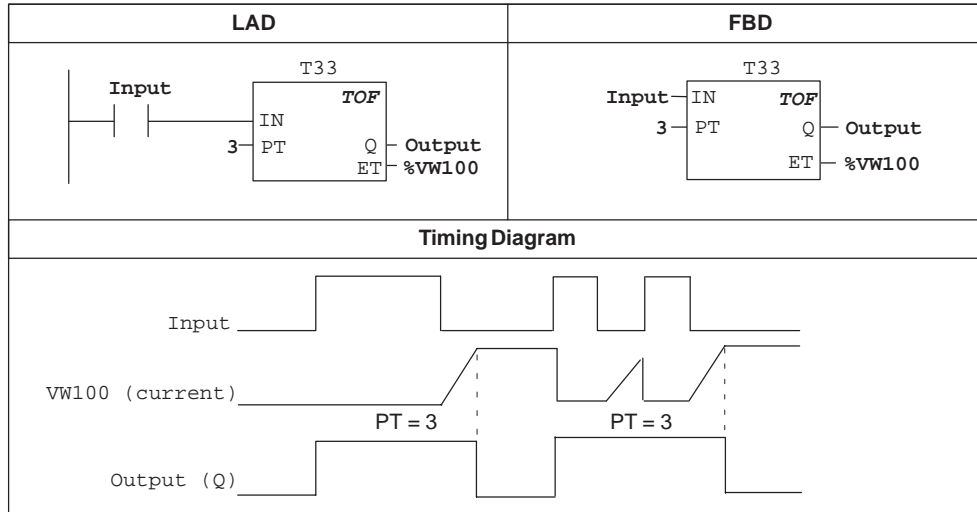 LAD
FBD
T33
Input
TOF
IN
3 PT Q Output
ET %VW100
T33
Input IN TOF
3 PT Q Output
ET %VW100
Timing Diagram
Input
VW100 (current)
PT = 3 PT = 3
Output (Q)